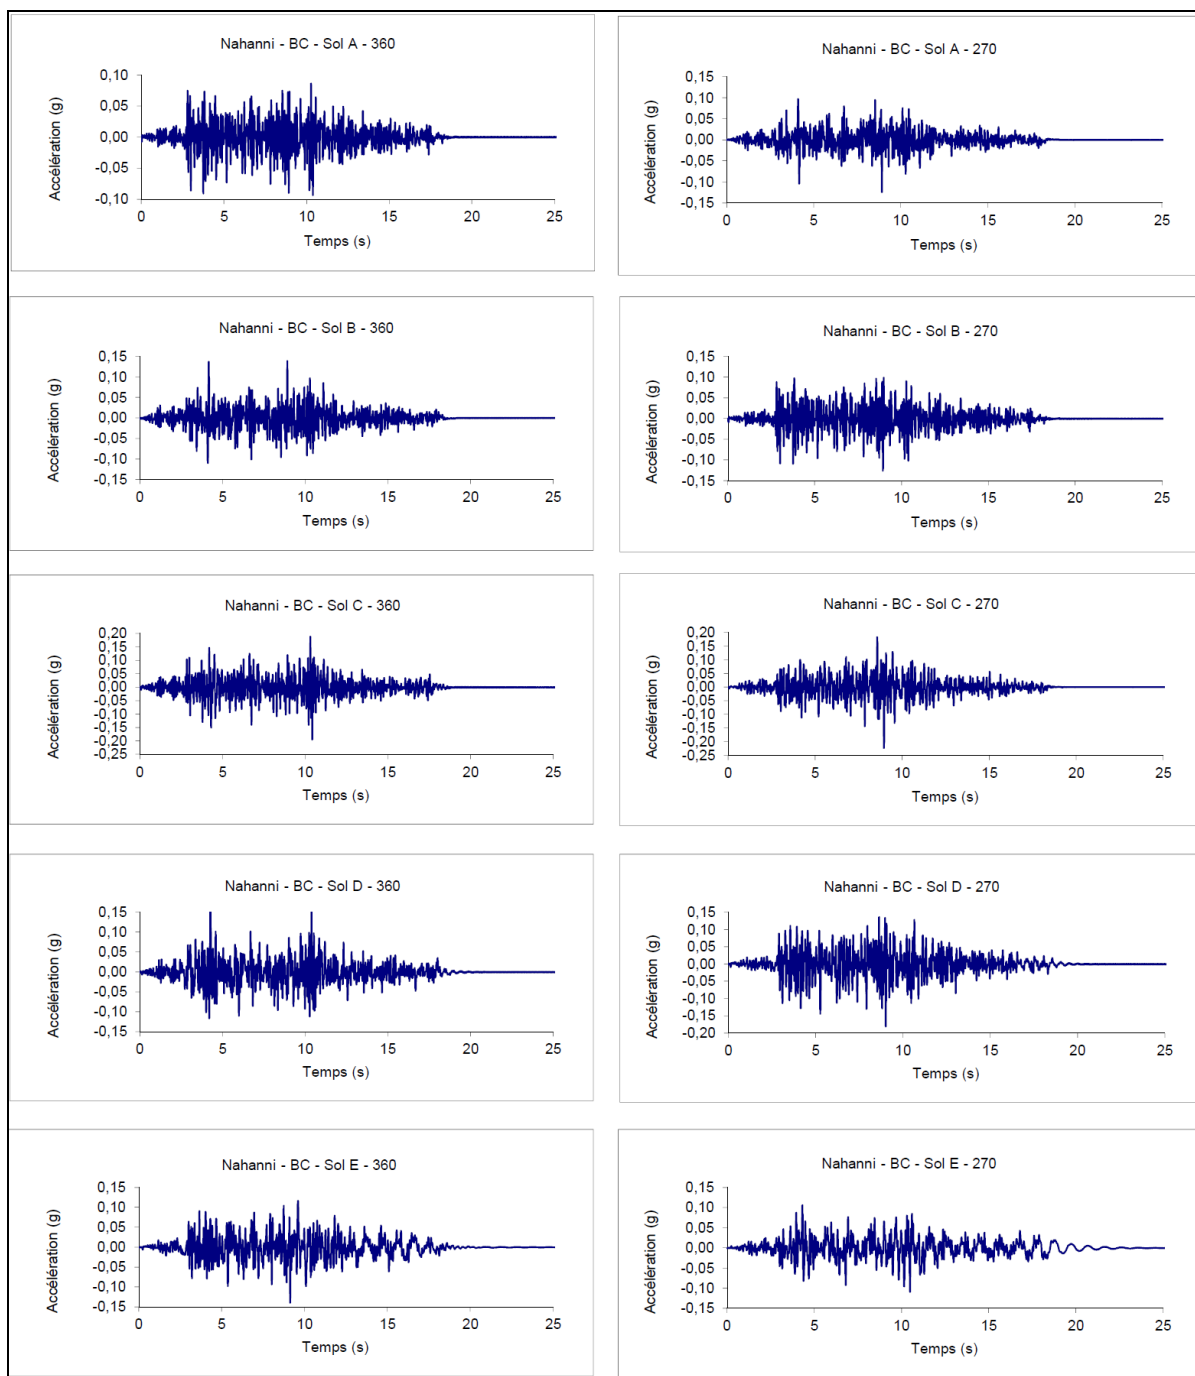 Nahanni - BC - Sol A - 360
Accélération (g)
0,10
0,05
0,00
-0,05
-0,10
0 5 10 15 20 25
Temps (s)
Nahanni - BC - Sol A - 270
Accélération (g)
0,15
0,10
0,05
0,00
-0,05
-0,10
-0,15
0 5 10 15 20 25
Temps (s)
Nahanni - BC - Sol B - 360
Accélération (g)
0,15
0,10
0,05
0,00
-0,05
-0,10
-0,15
0 5 10 15 20 25
Temps (s)
Nahanni - BC - Sol B - 270
Accélération (g)
0,15
0,10
0,05
0,00
-0,05
-0,10
-0,15
0 5 10 15 20 25
Temps (s)
Nahanni - BC - Sol C - 360
Accélération (g)
0,20
0,15
0,10
0,05
0,00
-0,05
-0,10
-0,15
-0,20
-0,25
0 5 10 15 20 25
Temps (s)
Nahanni - BC - Sol C - 270
Accélération (g)
0,20
0,15
0,10
0,05
0,00
-0,05
-0,10
-0,15
-0,20
-0,25
0 5 10 15 20 25
Temps (s)
Nahanni - BC - Sol D - 360
Accélération (g)
0,15
0,10
0,05
0,00
-0,05
-0,10
-0,15
0 5 10 15 20 25
Temps (s)
Nahanni - BC - Sol D - 270
Accélération (g)
0,15
0,10
0,05
0,00
-0,05
-0,10
-0,15
-0,20
0 5 10 15 20 25
Temps (s)
Nahanni - BC - Sol E - 360
Accélération (g)
0,15
0,10
0,05
0,00
-0,05
-0,10
-0,15
0 5 10 15 20 25
Temps (s)
Nahanni - BC - Sol E - 270
Accélération (g)
0,15
0,10
0,05
0,00
-0,05
-0,10
-0,15
0 5 10 15 20 25
Temps (s)